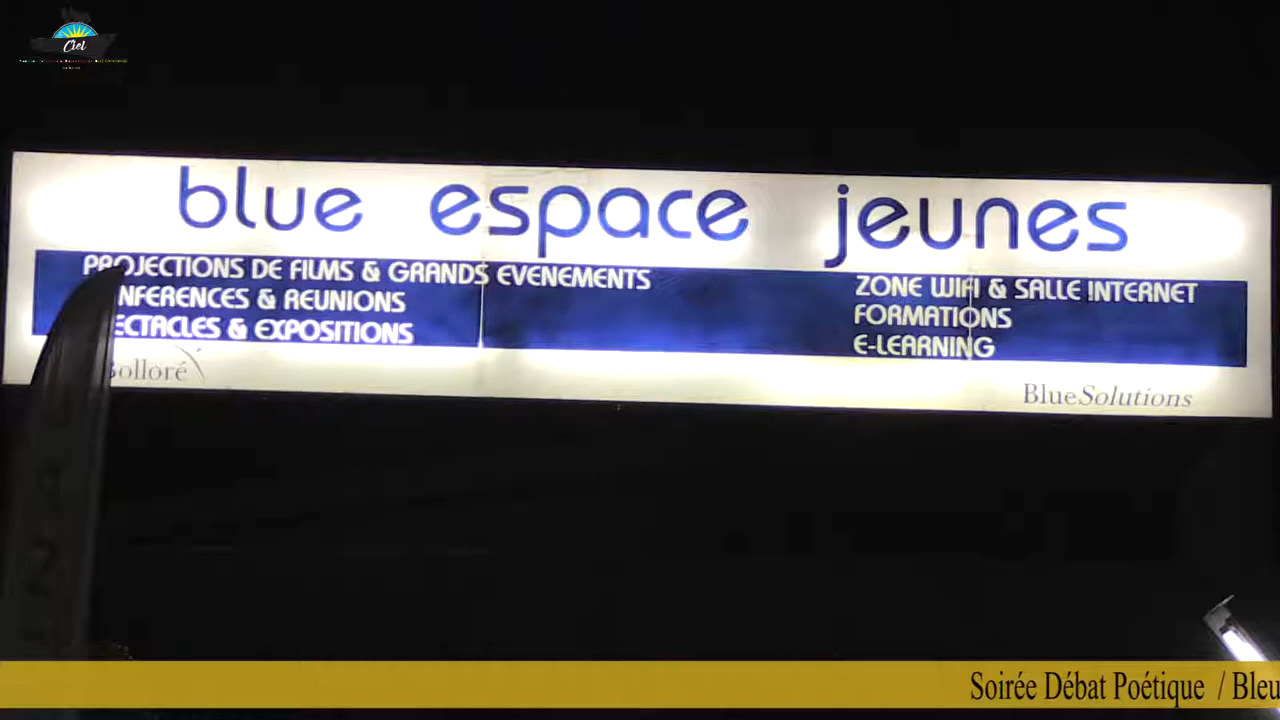 Ciel
blue espace jeunes
PROJECTIONS DE FILMS & GRANDS EVENEMENTS
NFERENCES & REUNIONS
ECTACLES & EXPOSITIONS
ZONE WIFI & SALLE INTERNET
FORMATIONS
E-LEARNING
Bolloré
BlueSolutions
Soirée Débat Poétique / Bleu